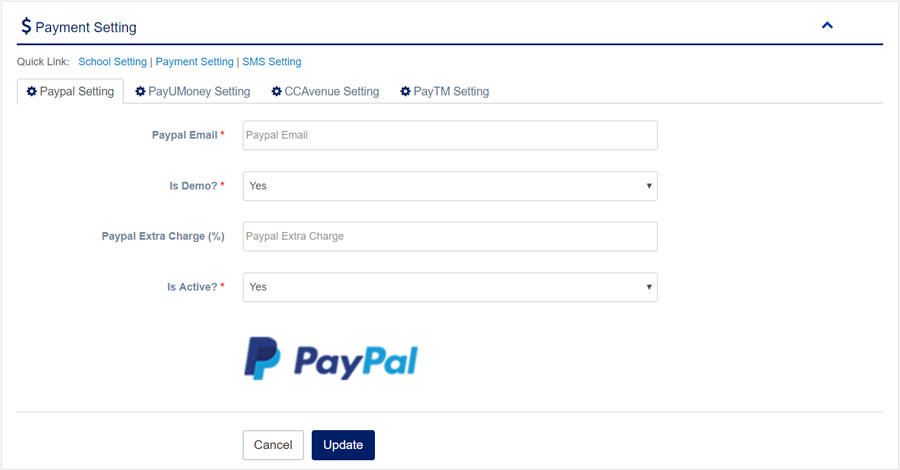 $ Payment Setting
Quick Link: School Setting | Payment Setting | SMS Setting
Paypal Setting PayUMoney Setting CCAvenue Setting PayTM Setting
Paypal Email * Paypal Email
Is Demo? * Yes
Paypal Extra Charge (%) Paypal Extra Charge
Is Active? * Yes
PayPal
Cancel Update